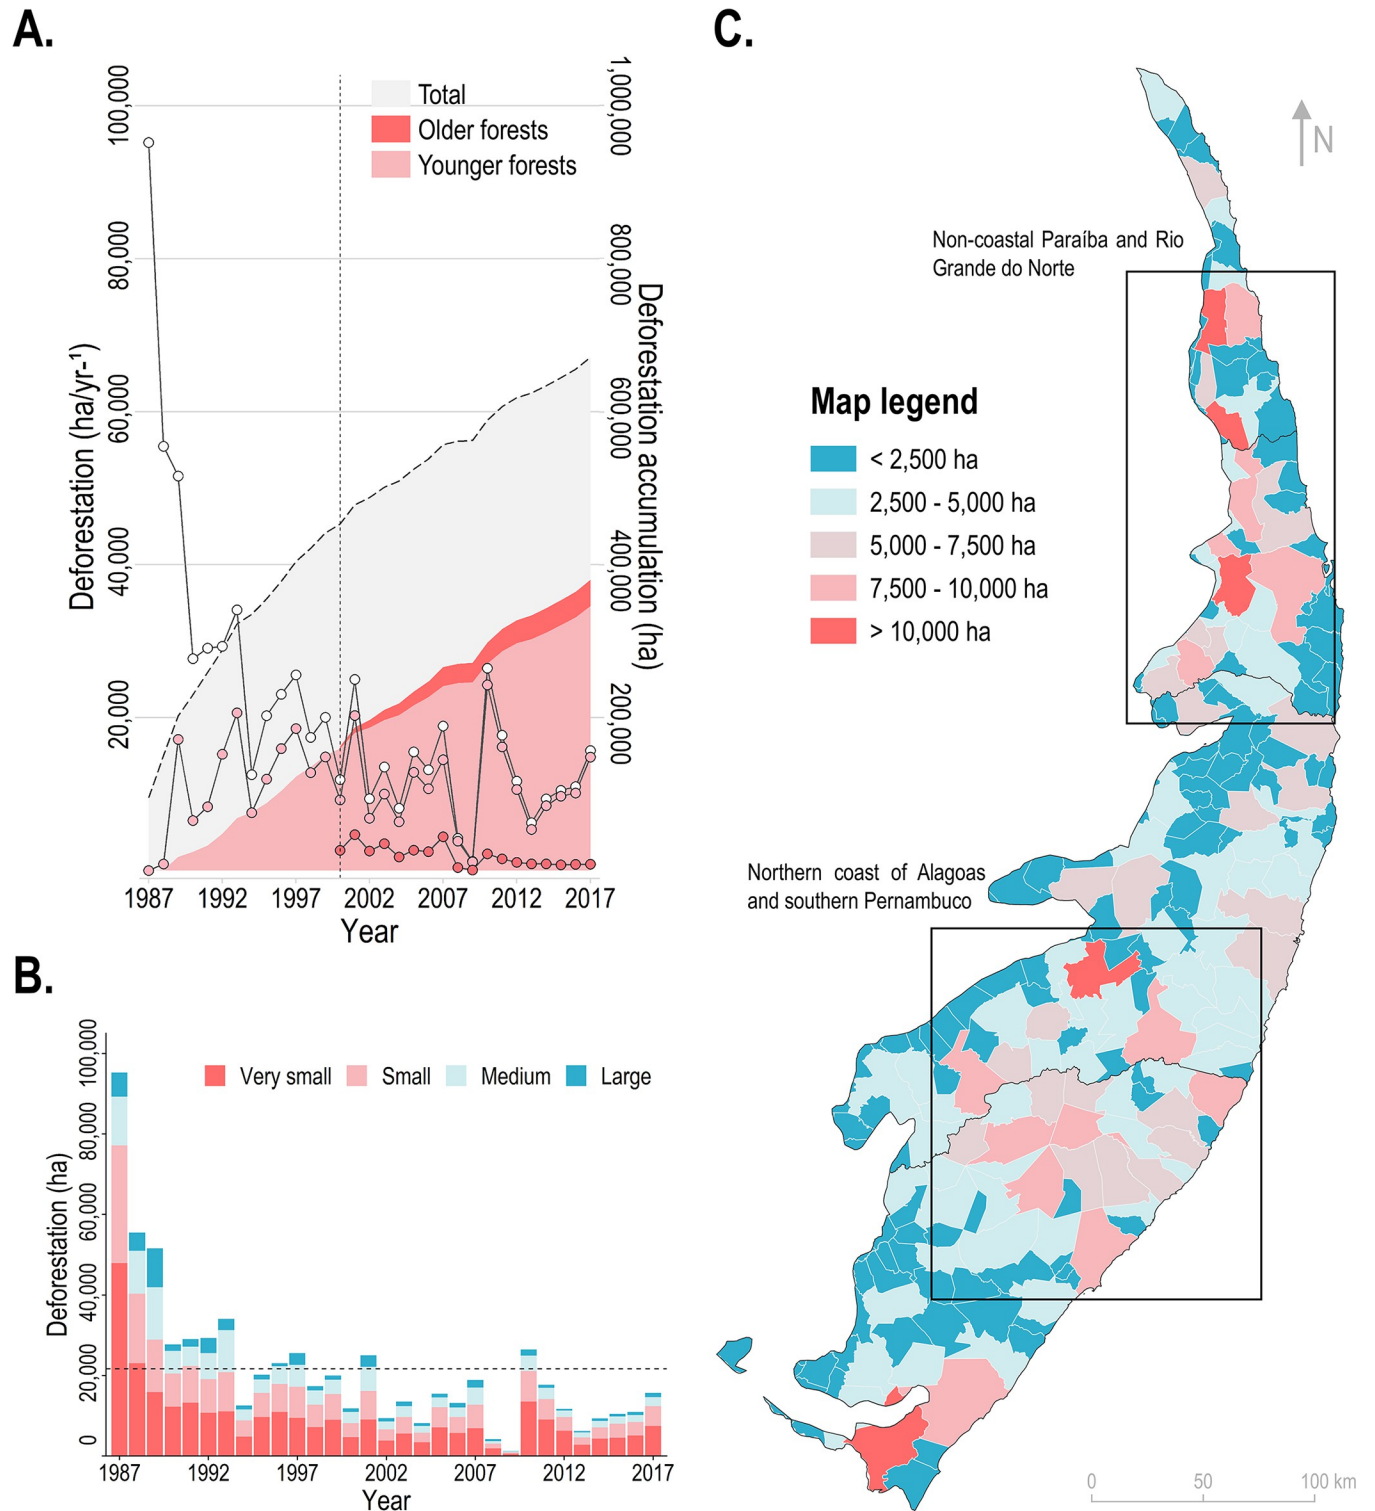 A.
Total
Older forests
Younger forests
100,000
80,000
60,000
40,000
20,000
Deforestation (ha/yr-¹)
1,000,000
800,000
600,000
400,000
200,000
Deforestation accumulation (ha)
1987 1992 1997 2002 2007 2012 2017
Year
B.
Very small Small Medium Large
100,000
80,000
60,000
40,000
20,000
0
Deforestation (ha)
1987 1992 1997 2002 2007 2012 2017
Year
C.
N
Non-coastal Paraíba and Rio
Grande do Norte
Map legend
< 2,500 ha
2,500 - 5,000 ha
5,000 - 7,500 ha
7,500 - 10,000 ha
> 10,000 ha
Northern coast of Alagoas
and southern Pernambuco
0 50 100 km